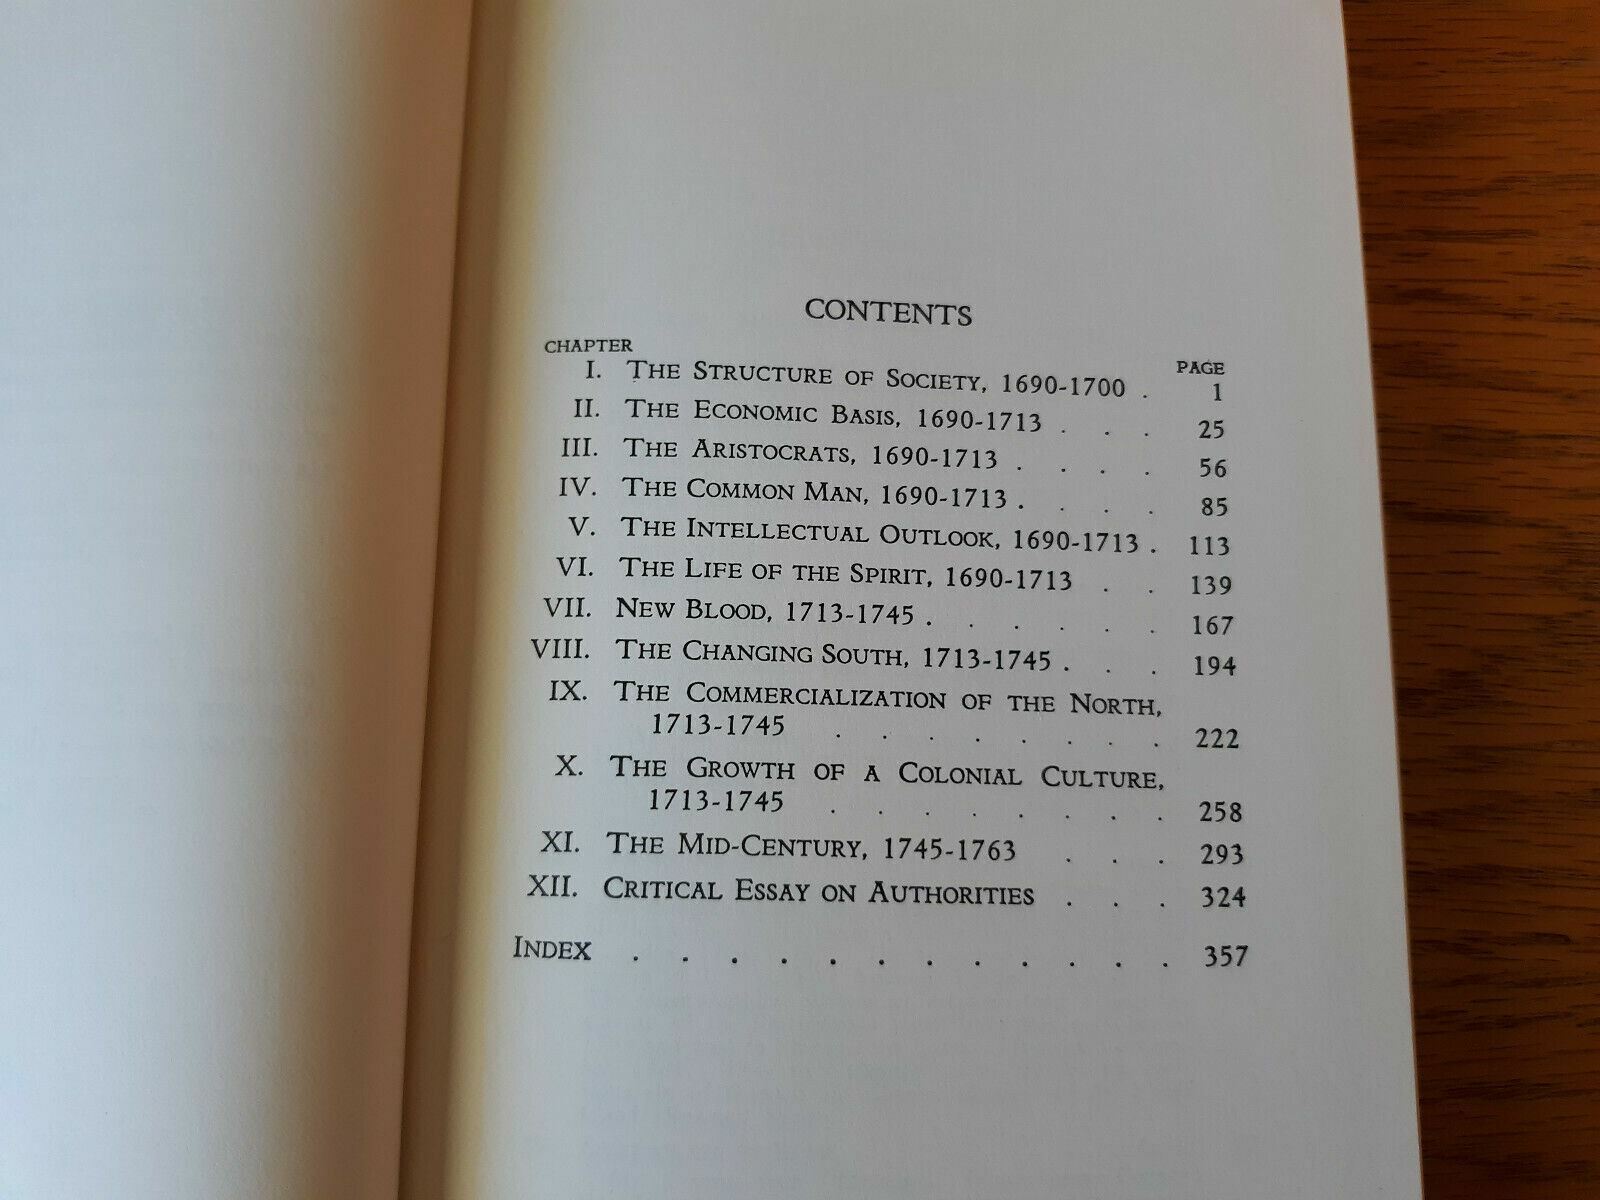 CONTENTS
CHAPTER PAGE
I. THE STRUCTURE OF SOCIETY, 1690-1700 . 1
II. THE ECONOMIC BASIS, 1690-1713 . . . 25
III. THE ARISTOCRATS, 1690-1713 . . . . 56
IV. THE COMMON MAN, 1690-1713 . . . . 85
V. THE INTELLECTUAL OUTLOOK, 1690-1713 . 113
VI. THE LIFE OF THE SPIRIT, 1690-1713 . . 139
VII. NEW BLOOD, 1713-1745 . . . . . . 167
VIII. THE CHANGING SOUTH, 1713-1745 . . . 194
IX. THE COMMERCIALIZATION OF THE NORTH,
1713-1745 . . . . . . . . 222
X. THE GROWTH OF A COLONIAL CULTURE,
1713-1745 . . . . . . . . 258
XI. THE MID-CENTURY, 1745-1763 . . . 293
XII. CRITICAL ESSAY ON AUTHORITIES . . . 324
INDEX . . . . . . . . . . . . 357